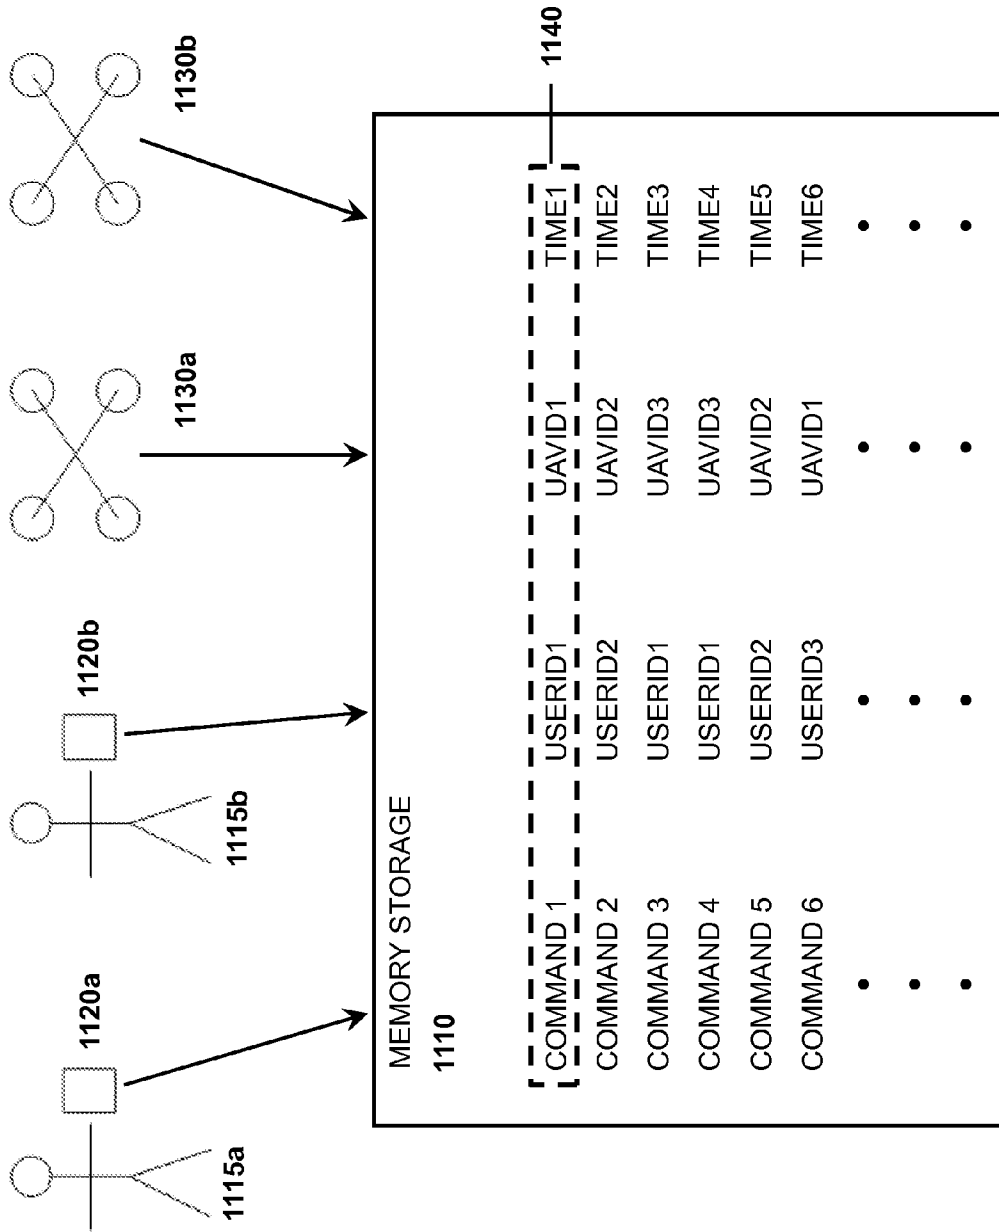 1120a
1120b
1130a
1130b
1115a
1115b
MEMORY STORAGE
1110
1140
COMMAND 1 USERID1 UAVID1 TIME1
COMMAND 2 USERID2 UAVID2 TIME2
COMMAND 3 USERID1 UAVID3 TIME3
COMMAND 4 USERID1 UAVID3 TIME4
COMMAND 5 USERID2 UAVID2 TIME5
COMMAND 6 USERID3 UAVID1 TIME6